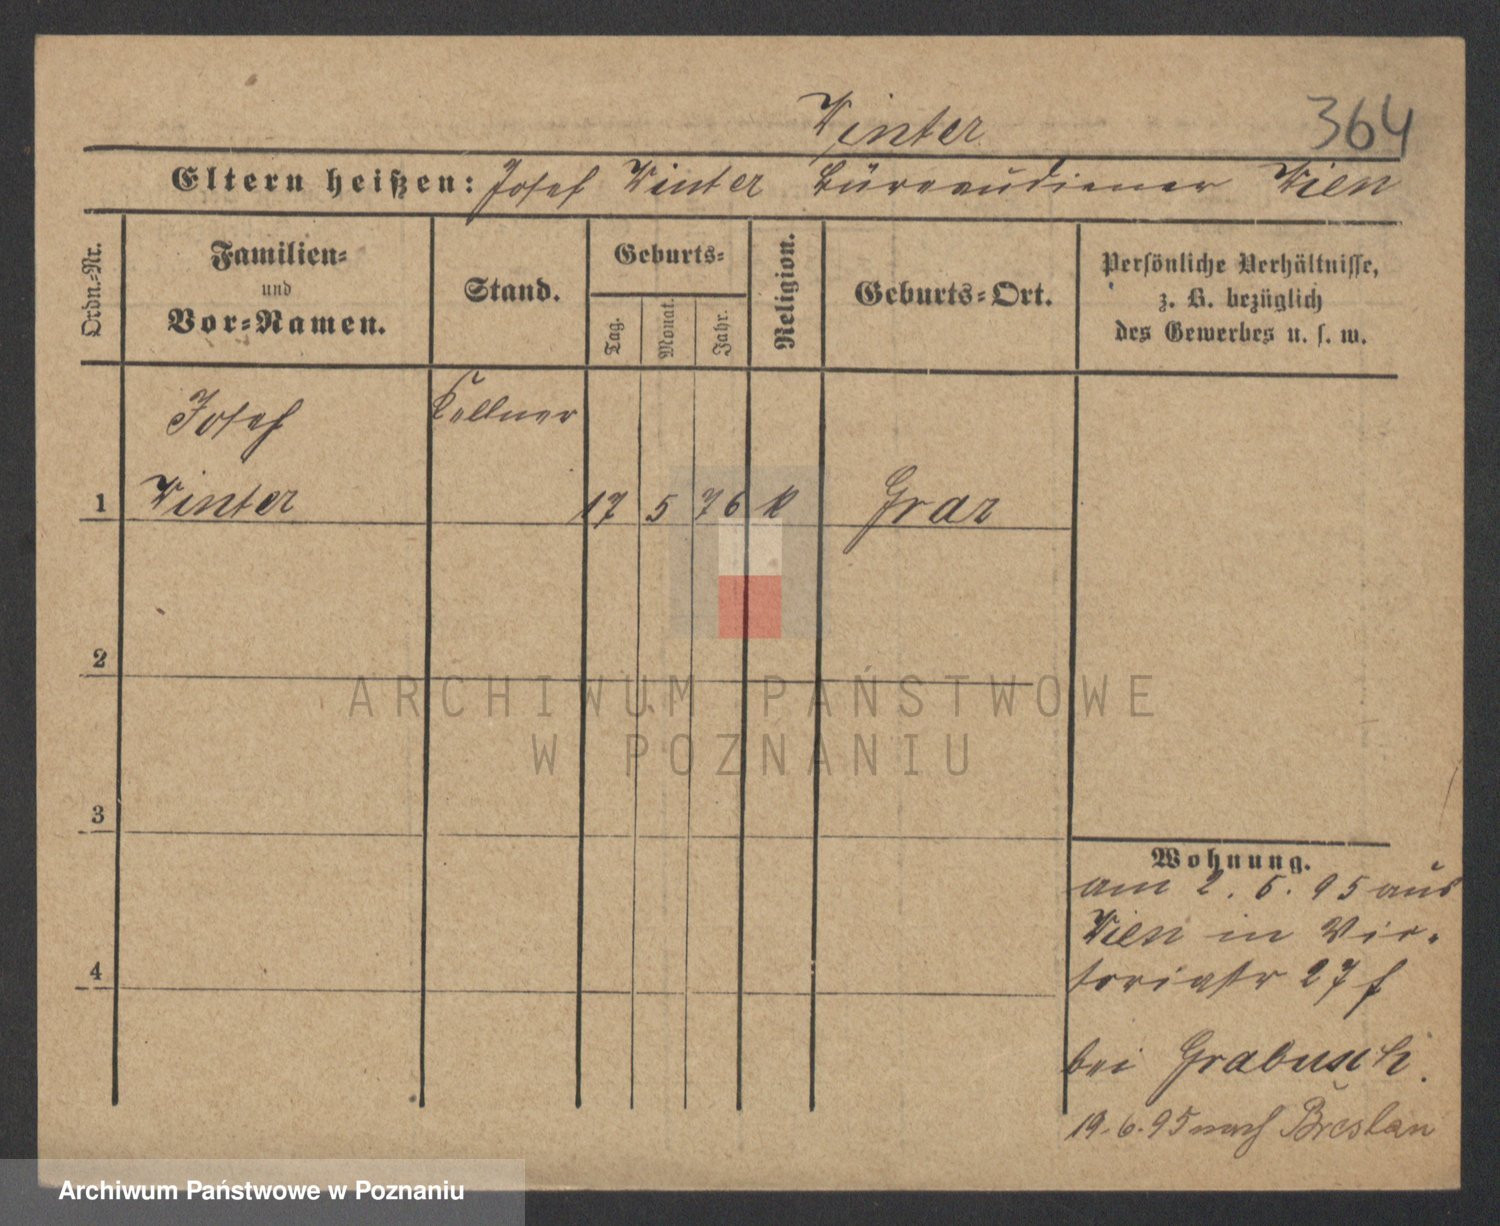 Winter
364
Eltern heißen: Josef Winter Büreaudiener Wien
Ordn.-Nr.
Familien-
und
Vor-Namen.
Stand.
Geburts-
Tag.
Monat.
Jahr.
Religion.
Geburts-Ort.
Persönliche Verhältnisse,
z. B. bezüglich
des Gewerbes u. s. w.
Josef Kellner
1 Winter 17 5 76 k Graz
2
3
4
Wohnung.
am 2. 5. 95 aus
Wien in Vic-
toriastr 27 f
bei Grabusch.
19.6.95 nach Breslau
ARCHIWUM PAŃSTWOWE
W POZNANIU
Archiwum Państwowe w Poznaniu